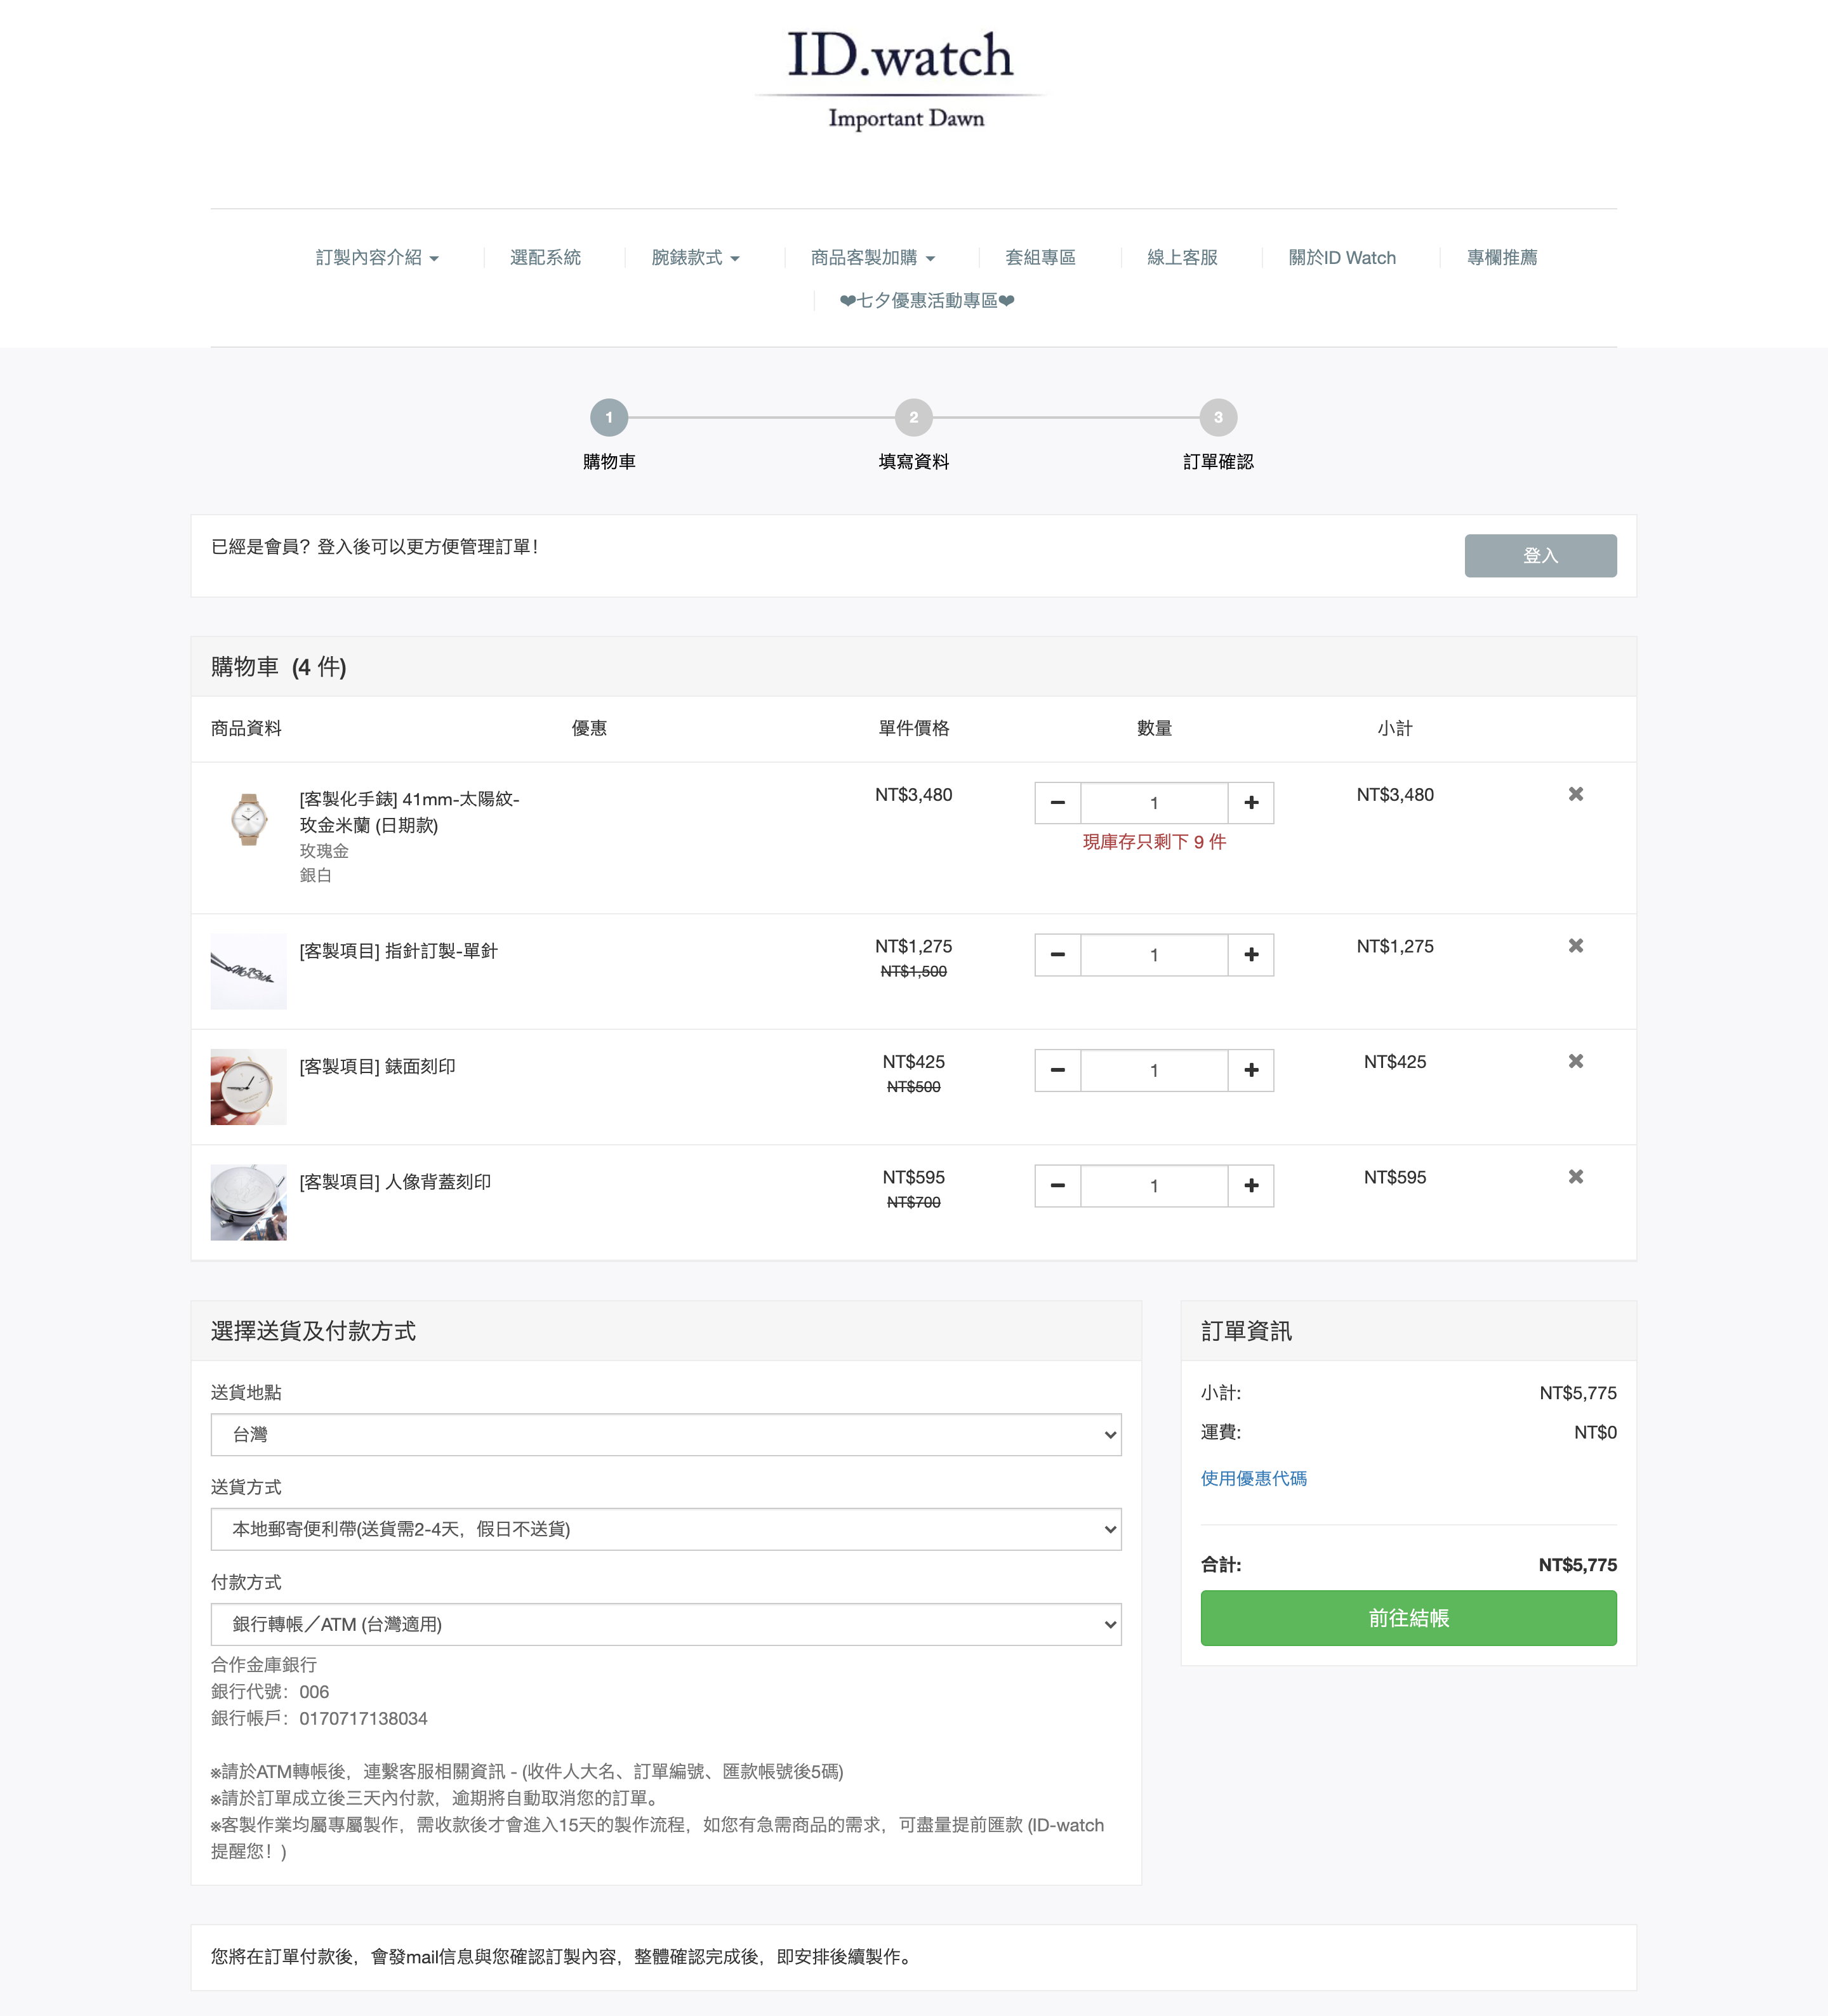 ID.watch
Important Dawn
訂製內容介紹
選配系統
腕錶款式
商品客製加購
套組專區
線上客服
關於ID Watch
專欄推薦
❤七夕優惠活動專區❤
1
2
3
購物車
填寫資料
訂單確認
已經是會員？登入後可以更方便管理訂單！
登入
購物車 (4 件)
商品資料 優惠 單件價格 數量 小計
[客製化手錶] 41mm-太陽紋-
玫金米蘭 (日期款)
玫瑰金
銀白
NT$3,480
1
現庫存只剩下 9 件
NT$3,480
[客製項目] 指針訂製-單針
NT$1,275
NT$1,500
1
NT$1,275
[客製項目] 錶面刻印
NT$425
NT$500
1
NT$425
[客製項目] 人像背蓋刻印
NT$595
NT$700
1
NT$595
選擇送貨及付款方式
送貨地點
台灣
送貨方式
本地郵寄便利帶(送貨需2-4天，假日不送貨)
付款方式
銀行轉帳／ATM (台灣適用)
合作金庫銀行
銀行代號：006
銀行帳戶：0170717138034
※請於ATM轉帳後，連繫客服相關資訊 - (收件人大名、訂單編號、匯款帳號後5碼)
※請於訂單成立後三天內付款，逾期將自動取消您的訂單。
※客製作業均屬專屬製作，需收款後才會進入15天的製作流程，如您有急需商品的需求，可盡量提前匯款 (ID-watch
提醒您！)
訂單資訊
小計: NT$5,775
運費: NT$0
使用優惠代碼
合計: NT$5,775
前往結帳
您將在訂單付款後，會發mail信息與您確認訂製內容，整體確認完成後，即安排後續製作。